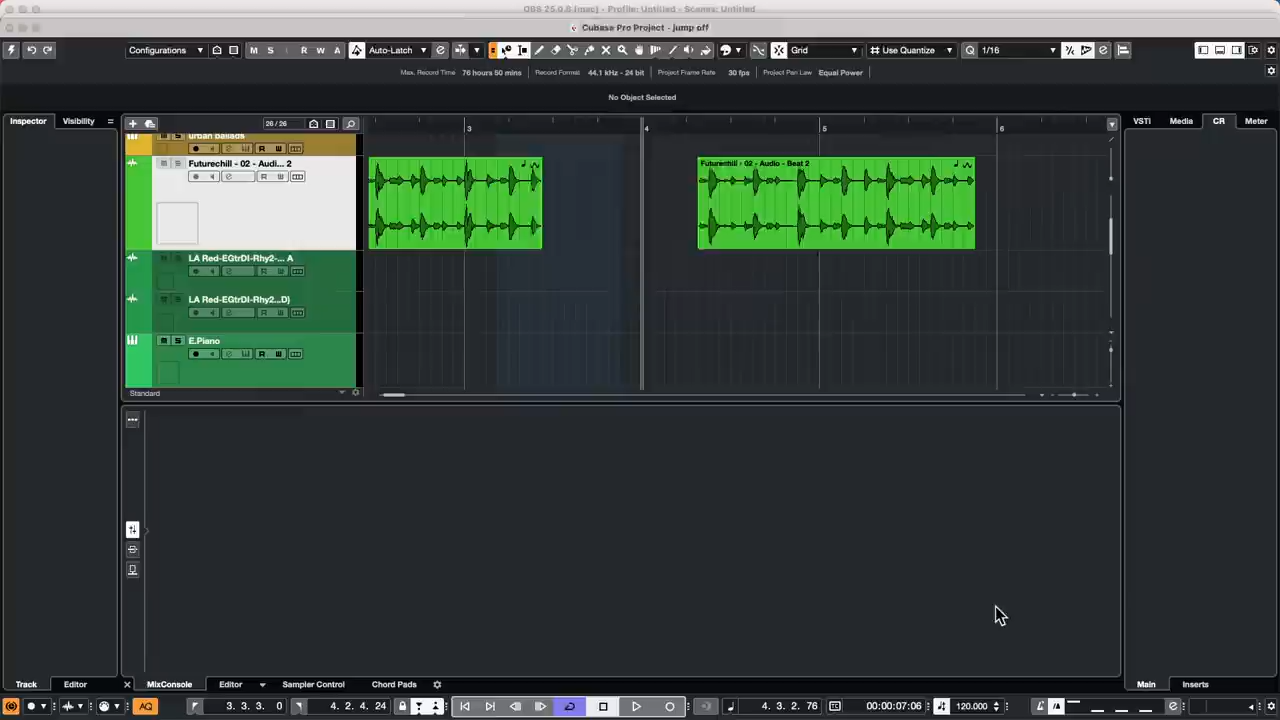 OBS 25.0.8 (mac) - Profile: Untitled - Scenes: Untitled
Cubase Pro Project - jump off
Configurations M S L R W A Auto-Latch Grid Use Quantize 1/16
Max. Record Time 76 hours 50 mins Record Format 44.1 kHz - 24 bit Project Frame Rate 30 fps Project Pan Law Equal Power
No Object Selected
Inspector Visibility 26 / 26 3 4 5 6 VSTi Media CR Meter
urban ballads
R W
Futurechill - 02 - Audi... 2 Futurechill - 02 - Audio - Beat 2
R W
LA Red-EGtrDI-Rhy2-... A
R W
LA Red-EGtrDI-Rhy2...D)
R W
M S E.Piano
R W
Standard
Track Editor MixConsole Editor Sampler Control Chord Pads Main Inserts
AQ 3. 3. 3. 0 4. 2. 4. 24 4. 3. 2. 76 00:00:07:06 120.000